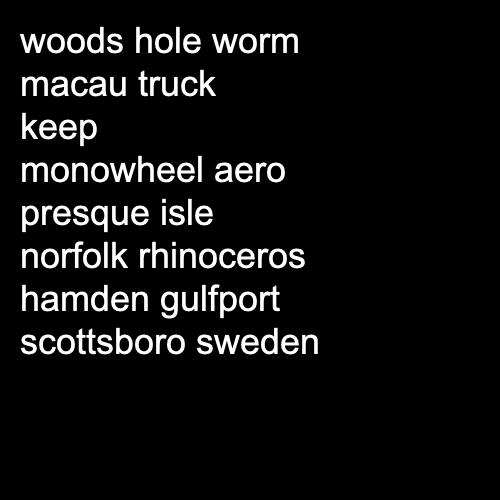 woods hole worm
macau truck
keep
monowheel aero
presque isle
norfolk rhinoceros
hamden gulfport
scottsboro sweden